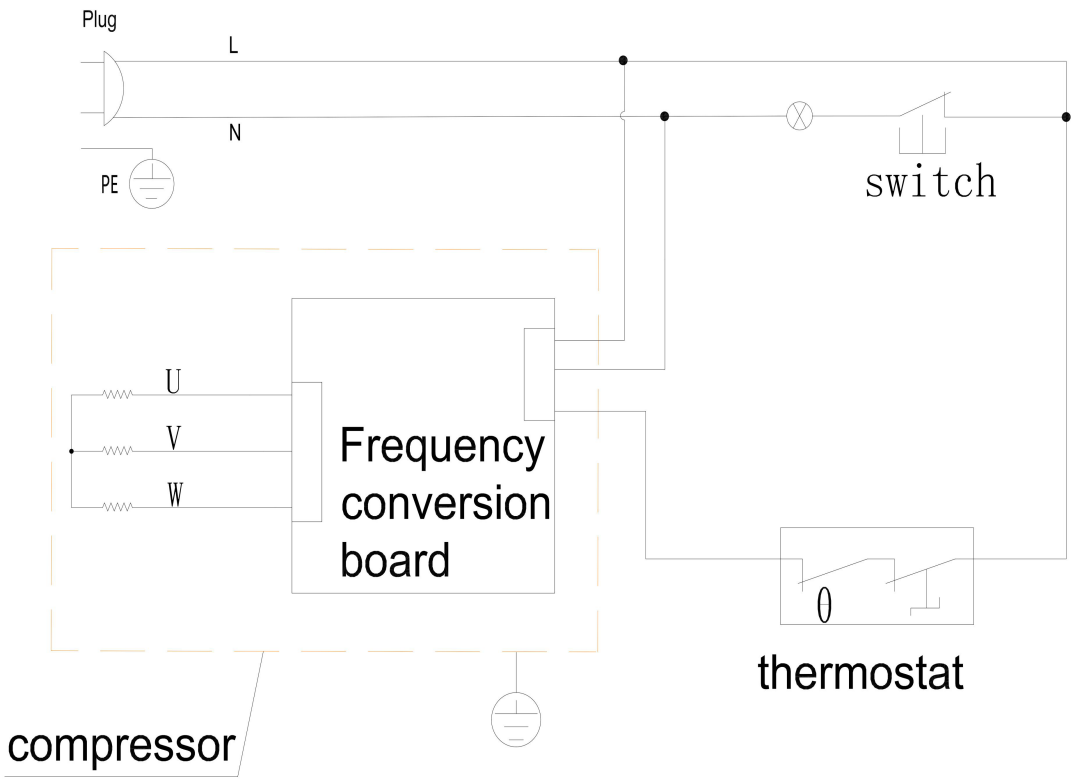 Plug
L
N
PE
switch
U
V
W
Frequency
conversion
board
θ
thermostat
compressor